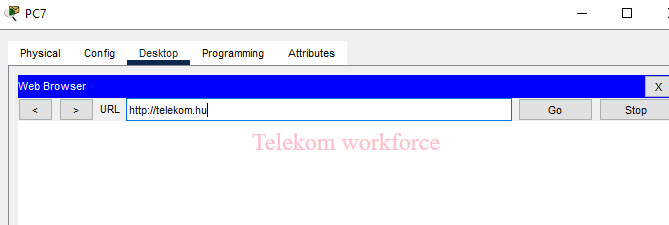 PC7
Physical Config Desktop Programming Attributes
Web Browser X
< > URL http://telekom.hu Go Stop
Telekom workforce